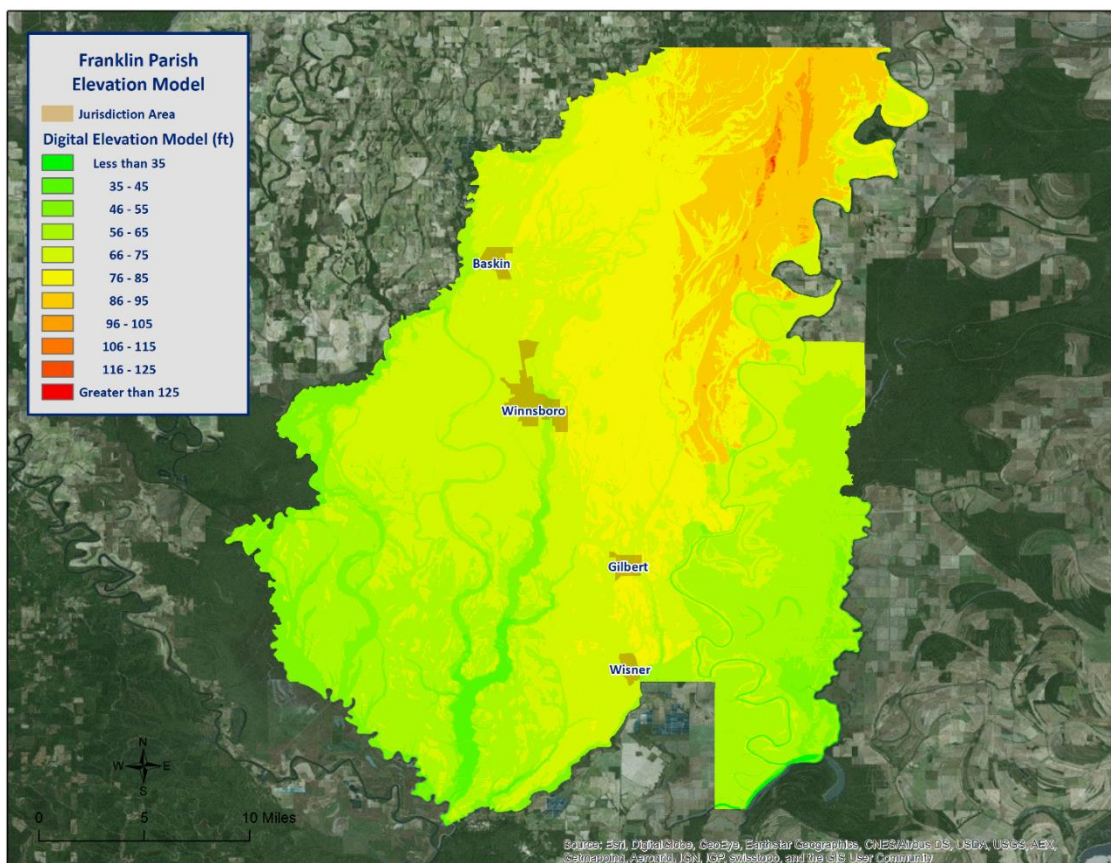 Franklin Parish
Elevation Model
Jurisdiction Area
Digital Elevation Model (ft)
Less than 35
35 - 45
46 - 55
56 - 65
66 - 75
76 - 85
86 - 95
96 - 105
106 - 115
116 - 125
Greater than 125
Baskin
Winnsboro
Gilbert
Wisner
N
W E
S
0 5 10 Miles
Source: Esri, DigitalGlobe, GeoEye, Earthstar Geographics, CNES/Airbus DS, USDA, USGS, AEX,
Getmapping, Aerogrid, IGN, IGP, swisstopo, and the GIS User Community